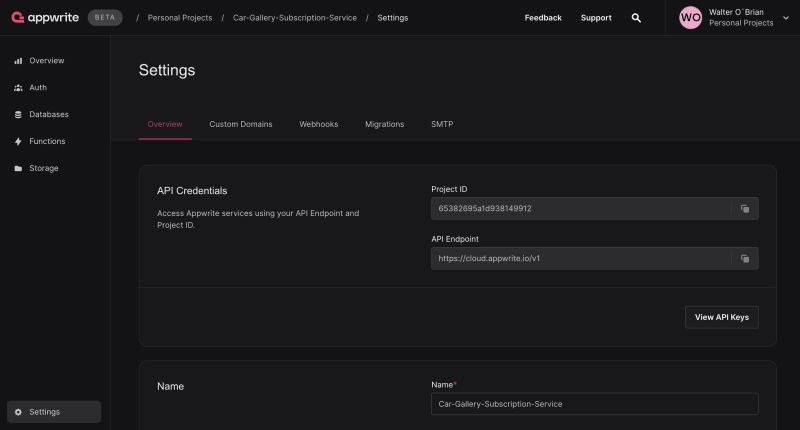 appwrite BETA / Personal Projects / Car-Gallery-Subscription-Service / Settings Feedback Support WO Walter O`Brian
Personal Projects
Overview
Auth
Databases
Functions
Storage
Settings
Settings
Overview Custom Domains Webhooks Migrations SMTP
API Credentials
Access Appwrite services using your API Endpoint and
Project ID.
Project ID
65382695a1d938149912
API Endpoint
https://cloud.appwrite.io/v1
View API Keys
Name
Name*
Car-Gallery-Subscription-Service